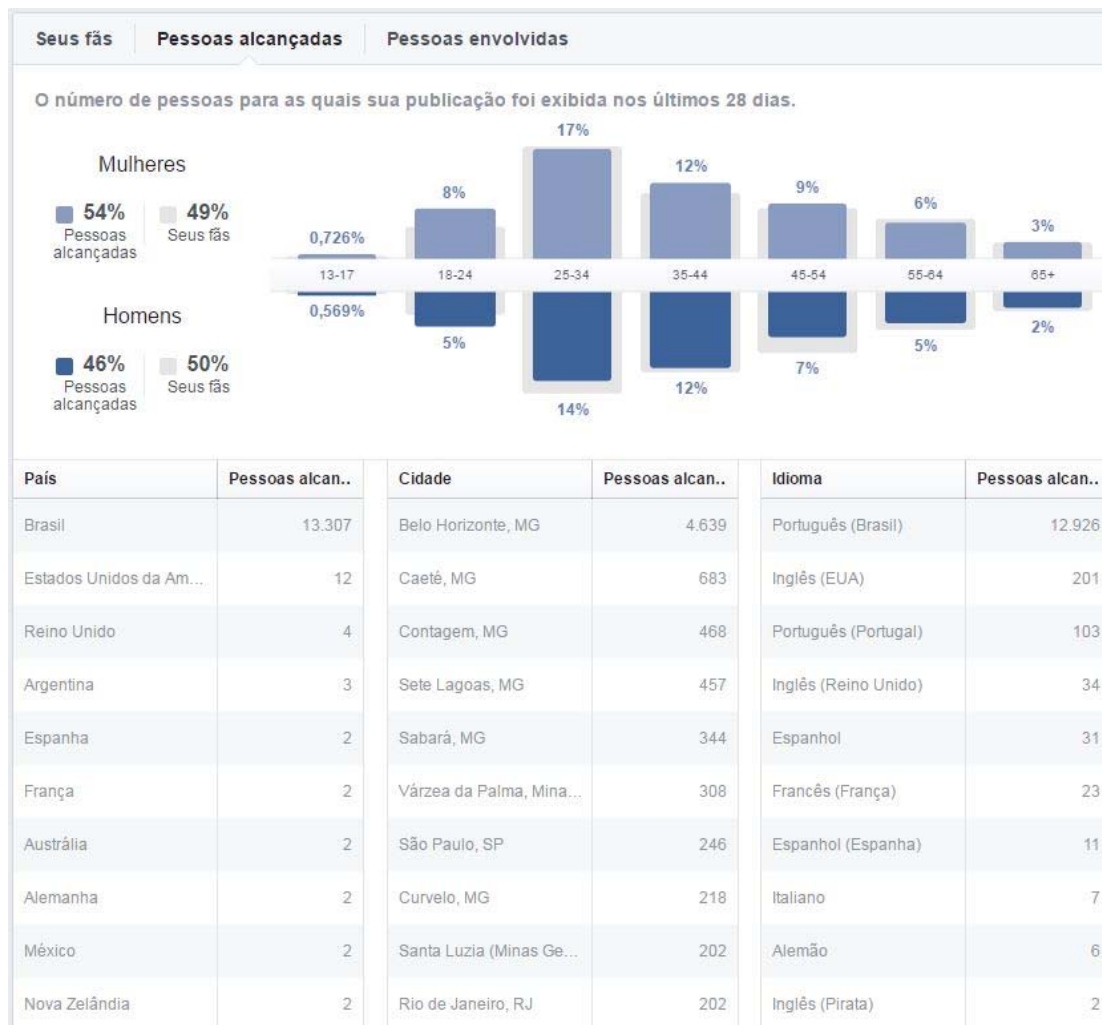 Seus fãs Pessoas alcançadas Pessoas envolvidas
O número de pessoas para as quais sua publicação foi exibida nos últimos 28 dias.
Mulheres
54% 49%
Pessoas alcançadas Seus fãs
Homens
46% 50%
Pessoas alcançadas Seus fãs
0,726% 8% 17% 12% 9% 6% 3%
13-17 18-24 25-34 35-44 45-54 55-64 65+
0,569% 5% 14% 12% 7% 5% 2%
País Pessoas alcan.. Cidade Pessoas alcan.. Idioma Pessoas alcan..
Brasil 13.307 Belo Horizonte, MG 4.639 Português (Brasil) 12.926
Estados Unidos da Am... 12 Caeté, MG 683 Inglês (EUA) 201
Reino Unido 4 Contagem, MG 468 Português (Portugal) 103
Argentina 3 Sete Lagoas, MG 457 Inglês (Reino Unido) 34
Espanha 2 Sabará, MG 344 Espanhol 31
França 2 Várzea da Palma, Mina... 308 Francês (França) 23
Austrália 2 São Paulo, SP 246 Espanhol (Espanha) 11
Alemanha 2 Curvelo, MG 218 Italiano 7
México 2 Santa Luzia (Minas Ge... 202 Alemão 6
Nova Zelândia 2 Rio de Janeiro, RJ 202 Inglês (Pirata) 2